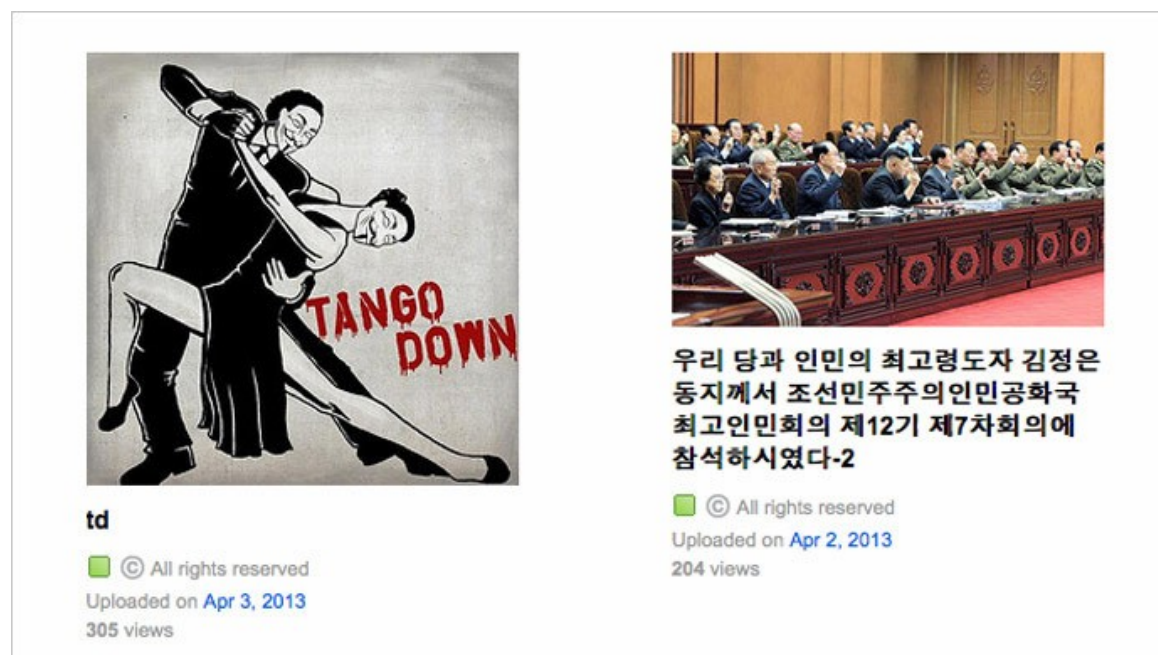 TANGO
DOWN
td
© All rights reserved
Uploaded on Apr 3, 2013
305 views
우리 당과 인민의 최고령도자 김정은
동지께서 조선민주주의인민공화국
최고인민회의 제12기 제7차회의에
참석하시였다-2
© All rights reserved
Uploaded on Apr 2, 2013
204 views